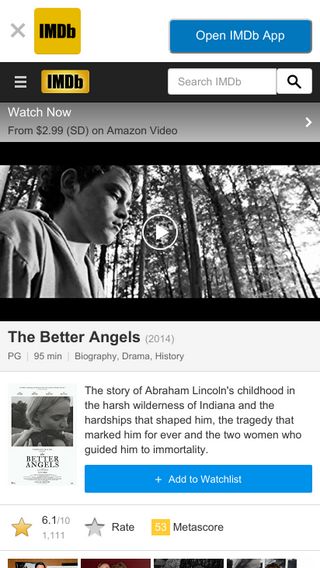 IMDb
Open IMDb App
IMDb
Search IMDb
Watch Now
From $2.99 (SD) on Amazon Video
The Better Angels (2014)
PG | 95 min | Biography, Drama, History
The story of Abraham Lincoln's childhood in
the harsh wilderness of Indiana and the
hardships that shaped him, the tragedy that
marked him for ever and the two women who
guided him to immortality.
THE
BETTER
ANGELS
+ Add to Watchlist
6.1/10
1,111
Rate
53 Metascore